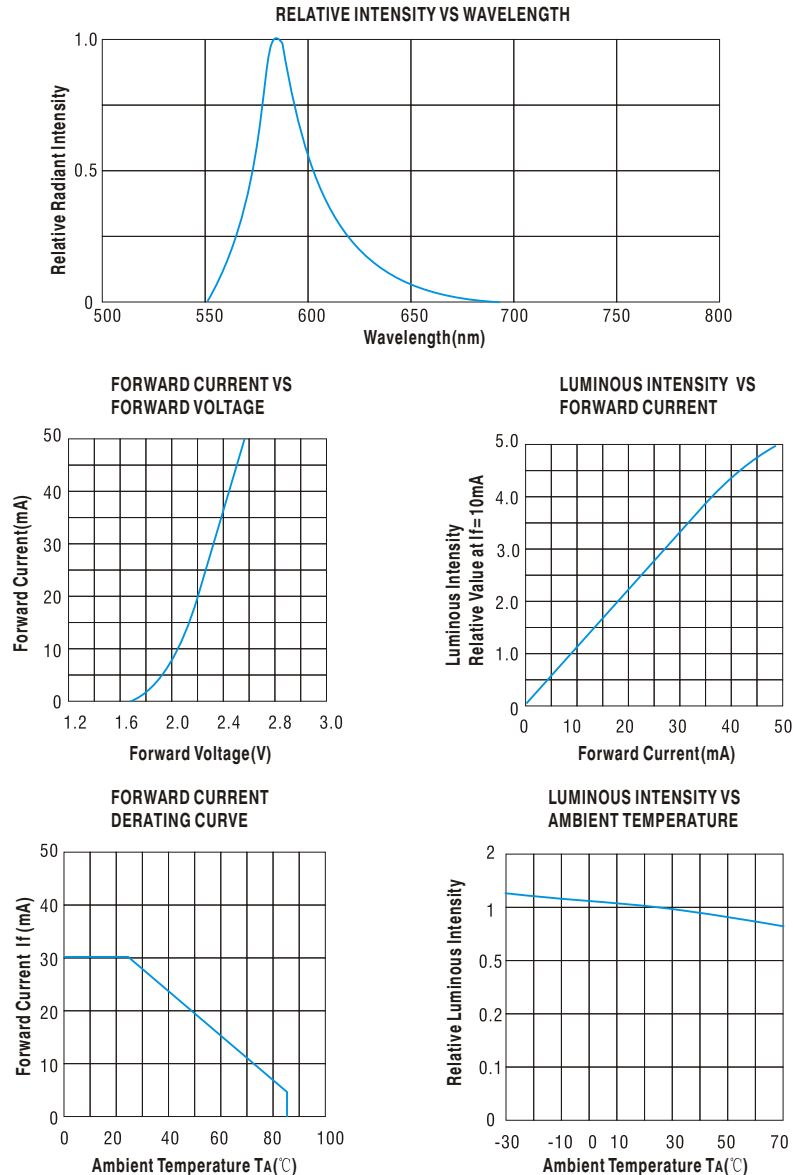 RELATIVE INTENSITY VS WAVELENGTH
1.0
0.5
0
Relative Radiant Intensity
500 550 600 650 700 750 800
Wavelength(nm)
FORWARD CURRENT VS
FORWARD VOLTAGE
50
40
30
20
10
0
Forward Current(mA)
1.2 1.6 2.0 2.4 2.8 3.0
Forward Voltage(V)
LUMINOUS INTENSITY VS
FORWARD CURRENT
5.0
4.0
3.0
2.0
1.0
0
Luminous Intensity
Relative Value at If=10mA
0 10 20 30 40 50
Forward Current(mA)
FORWARD CURRENT
DERATING CURVE
50
40
30
20
10
0
Forward Current If (mA)
0 20 40 60 80 100
Ambient Temperature TA(℃)
LUMINOUS INTENSITY VS
AMBIENT TEMPERATURE
2
1
0.5
0.2
0.1
0
Relative Luminous Intensity
-30 -10 0 10 30 50 70
Ambient Temperature TA(℃)